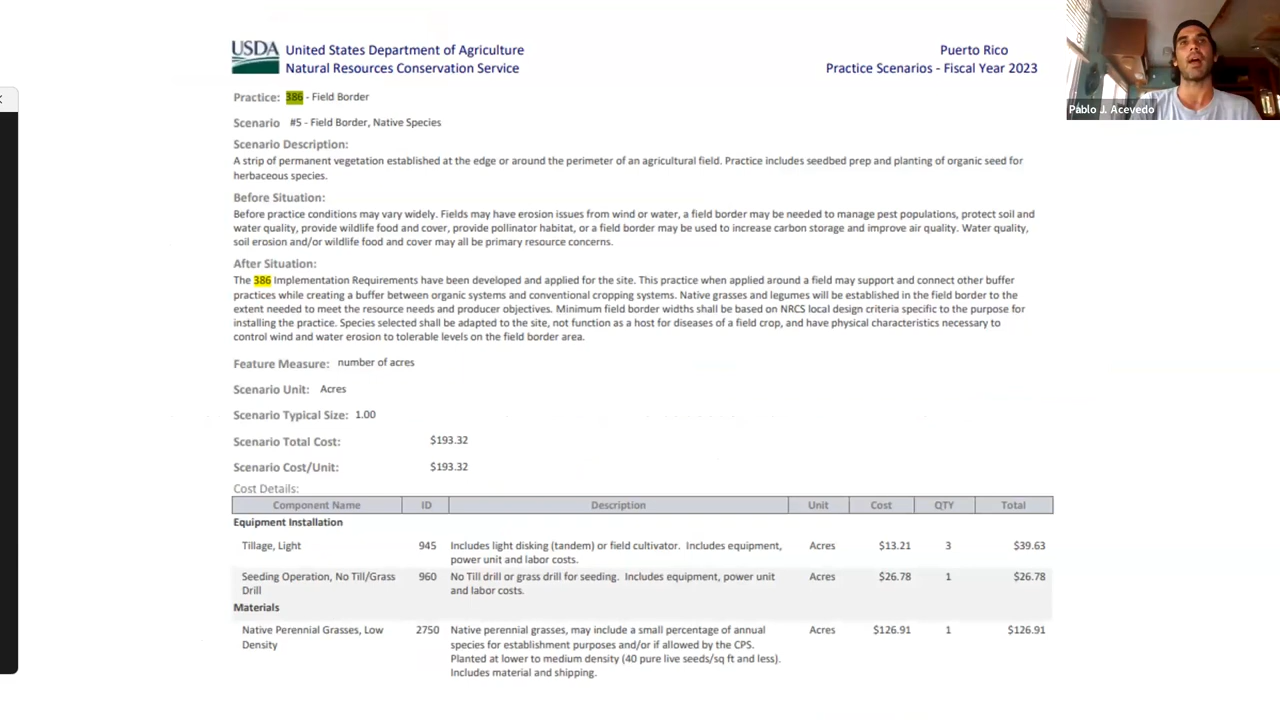 USDA United States Department of Agriculture
Natural Resources Conservation Service
Puerto Rico
Practice Scenarios - Fiscal Year 2023
Pablo J. Acevedo
Practice: 386 - Field Border
Scenario #5 - Field Border, Native Species
Scenario Description:
A strip of permanent vegetation established at the edge or around the perimeter of an agricultural field. Practice includes seedbed prep and planting of organic seed for
herbaceous species.
Before Situation:
Before practice conditions may vary widely. Fields may have erosion issues from wind or water, a field border may be needed to manage pest populations, protect soil and
water quality, provide wildlife food and cover, provide pollinator habitat, or a field border may be used to increase carbon storage and improve air quality. Water quality,
soil erosion and/or wildlife food and cover may all be primary resource concerns.
After Situation:
The 386 Implementation Requirements have been developed and applied for the site. This practice when applied around a field may support and connect other buffer
practices while creating a buffer between organic systems and conventional cropping systems. Native grasses and legumes will be established in the field border to the
extent needed to meet the resource needs and producer objectives. Minimum field border widths shall be based on NRCS local design criteria specific to the purpose for
installing the practice. Species selected shall be adapted to the site, not function as a host for diseases of a field crop, and have physical characteristics necessary to
control wind and water erosion to tolerable levels on the field border area.
Feature Measure: number of acres
Scenario Unit: Acres
Scenario Typical Size: 1.00
Scenario Total Cost: $193.32
Scenario Cost/Unit: $193.32
Cost Details:
Component Name ID Description Unit Cost QTY Total
Equipment Installation
Tillage, Light 945 Includes light disking (tandem) or field cultivator. Includes equipment, Acres $13.21 3 $39.63
power unit and labor costs.
Seeding Operation, No Till/Grass 960 No Till drill or grass drill for seeding. Includes equipment, power unit Acres $26.78 1 $26.78
Drill and labor costs.
Materials
Native Perennial Grasses, Low 2750 Native perennial grasses, may include a small percentage of annual Acres $126.91 1 $126.91
Density species for establishment purposes and/or if allowed by the CPS.
Planted at lower to medium density (40 pure live seeds/sq ft and less).
Includes material and shipping.